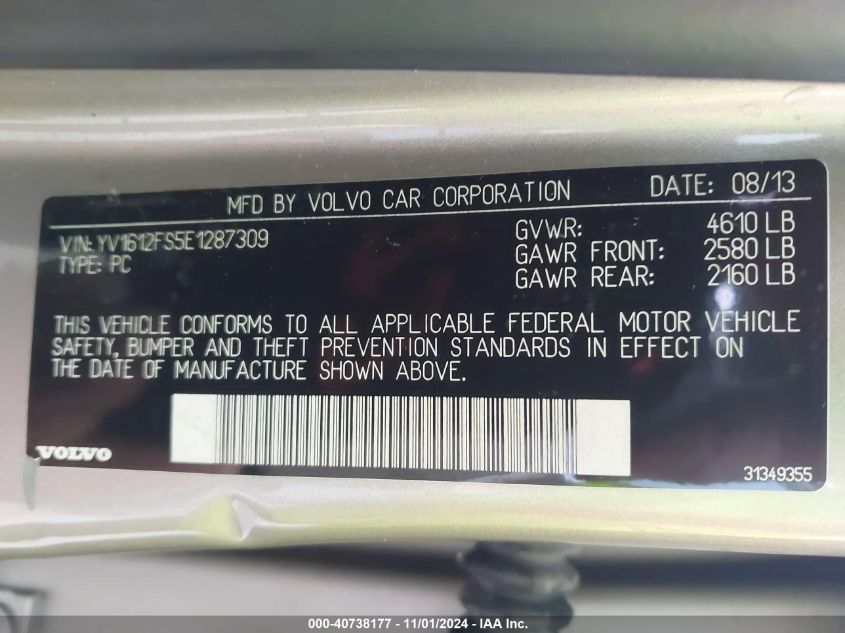 MFD BY VOLVO CAR CORPORATION DATE: 08/13
VIN: YV1612FS5E1287309
TYPE: PC
GVWR: 4610 LB
GAWR FRONT: 2580 LB
GAWR REAR: 2160 LB
THIS VEHICLE CONFORMS TO ALL APPLICABLE FEDERAL MOTOR VEHICLE
SAFETY, BUMPER AND THEFT PREVENTION STANDARDS IN EFFECT ON
THE DATE OF MANUFACTURE SHOWN ABOVE.
VOLVO
31349355
000-40738177 - 11/01/2024 - IAA Inc.